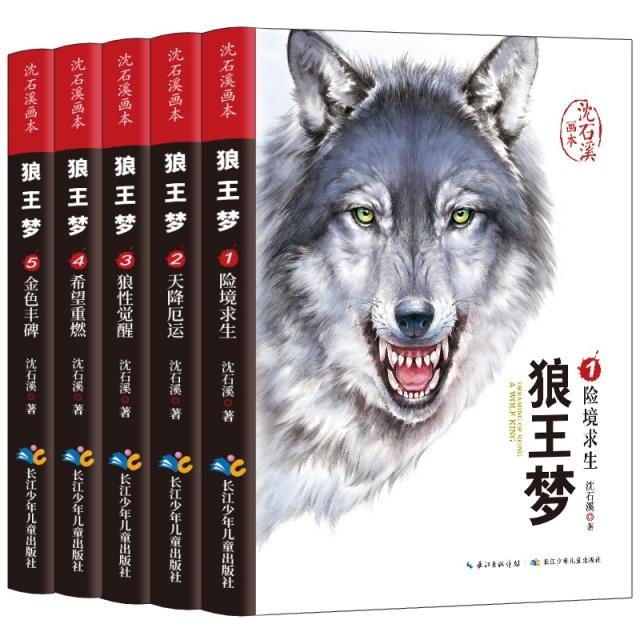 沈石溪画本
狼王梦
5
金色丰碑
沈石溪 著
长江少年儿童出版社
沈石溪画本
狼王梦
4
希望重燃
沈石溪 著
长江少年儿童出版社
沈石溪画本
狼王梦
3
狼性觉醒
沈石溪 著
长江少年儿童出版社
沈石溪画本
狼王梦
2
天降厄运
沈石溪 著
长江少年儿童出版社
沈石溪画本
狼王梦
1
险境求生
沈石溪 著
长江少年儿童出版社
沈石溪
画本
1 险境求生
狼王梦
DREAMING OF BEING
A WOLF KING
沈石溪 著
长江出版传媒
长江少年儿童出版社